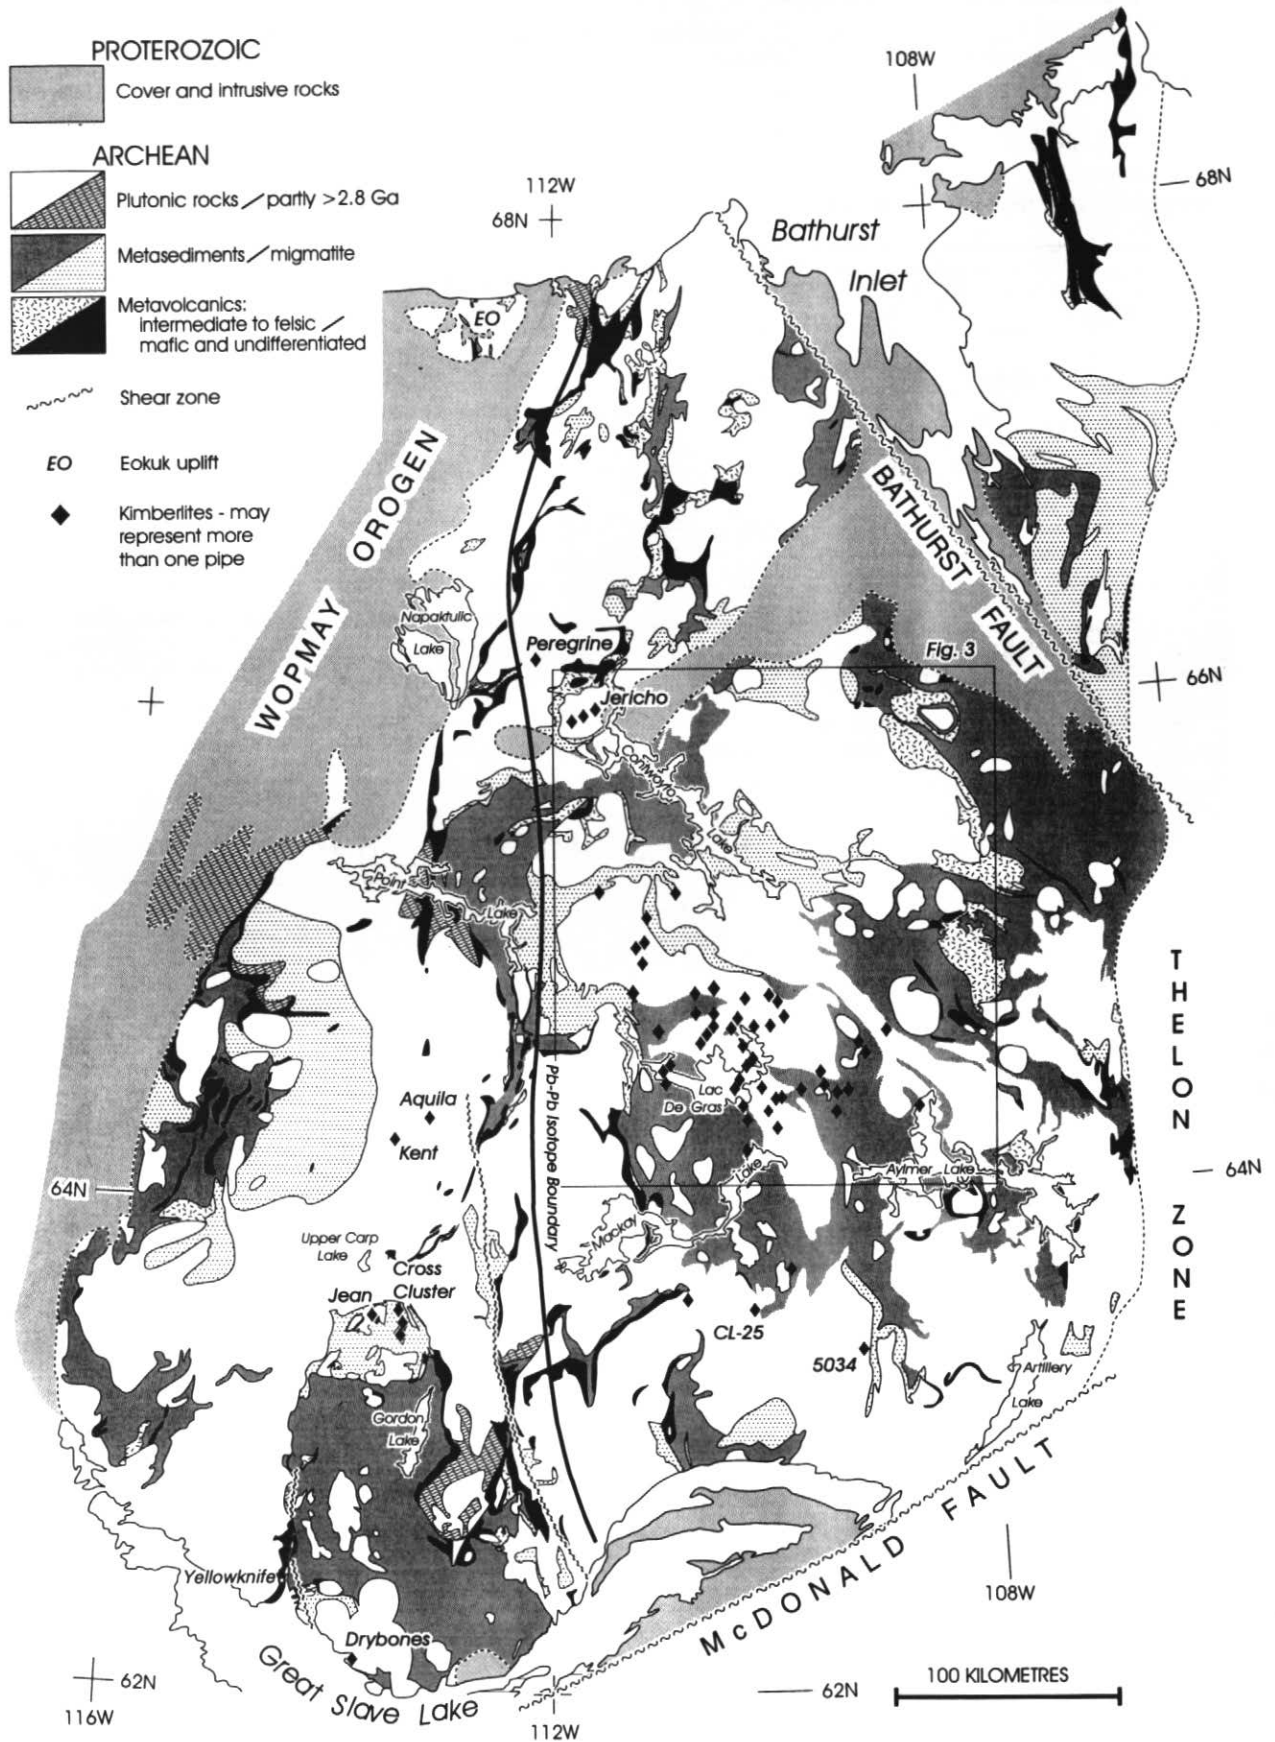 PROTEROZOIC
Cover and intrusive rocks
ARCHEAN
Plutonic rocks / partly >2.8 Ga
Metasediments / migmatite
Metavolcanics:
intermediate to felsic /
mafic and undifferentiated
Shear zone
EO Eokuk uplift
Kimberlites - may
represent more
than one pipe
108W
68N
112W
68N
Bathurst
Inlet
EO
WOPMAY OROGEN
BATHURST FAULT
Napaktulic
Lake
Peregrine
Fig. 3
66N
Jericho
Contwoyto
Lake
Point
Lake
THELON ZONE
Pb-Pb Isotope Boundary
Lac
De Gras
Aquila
Kent
Aylmer Lake
64N
64N
Lake
Mackay
Upper Carp
Lake
Cross
Cluster
Jean
CL-25
5034
Artillery
Lake
Gordon
Lake
McDONALD FAULT
108W
Yellowknife
Drybones
Great Slave Lake
62N
116W
62N
112W
100 KILOMETRES